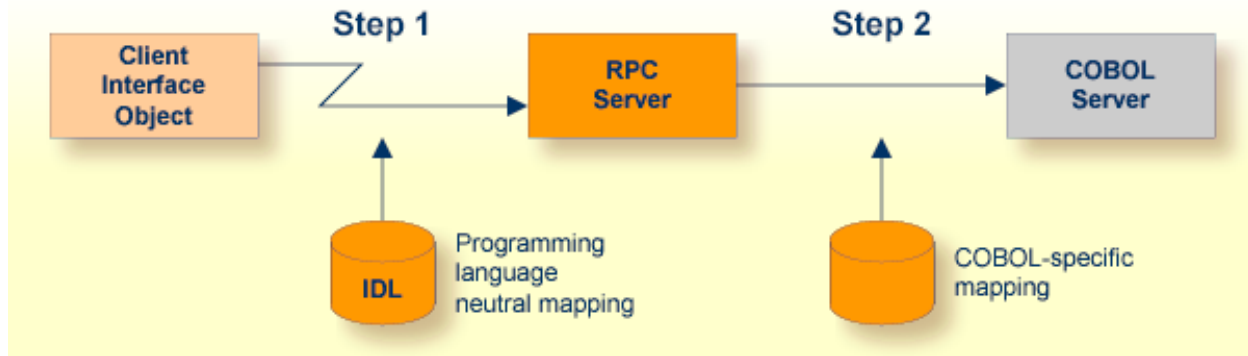 Step 1
Step 2
Client
Interface
Object
RPC
Server
COBOL
Server
IDL
Programming
language
neutral mapping
COBOL-specific
mapping